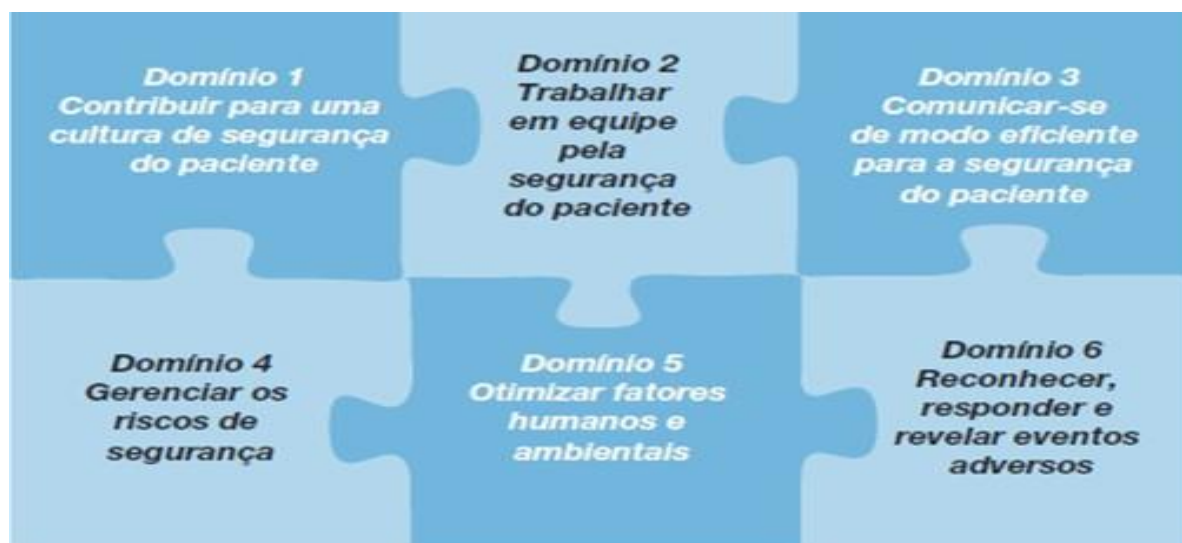 Domínio 1
Contribuir para uma
cultura de segurança
do paciente
Domínio 2
Trabalhar
em equipe
pela
segurança
do paciente
Domínio 3
Comunicar-se
de modo eficiente
para a segurança
do paciente
Domínio 4
Gerenciar os
riscos de
segurança
Domínio 5
Otimizar fatores
humanos e
ambientais
Domínio 6
Reconhecer,
responder e
revelar eventos
adversos